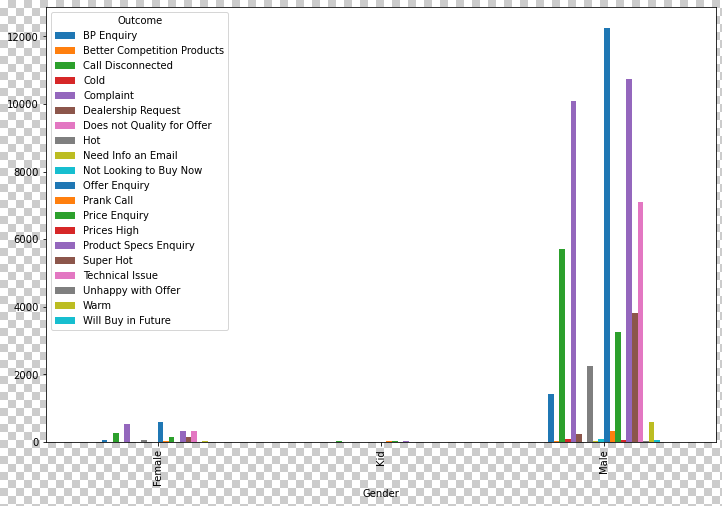 Outcome
BP Enquiry
Better Competition Products
Call Disconnected
Cold
Complaint
Dealership Request
Does not Quality for Offer
Hot
Need Info an Email
Not Looking to Buy Now
Offer Enquiry
Prank Call
Price Enquiry
Prices High
Product Specs Enquiry
Super Hot
Technical Issue
Unhappy with Offer
Warm
Will Buy in Future
12000
10000
8000
6000
4000
2000
0
Female
Kid
Male
Gender